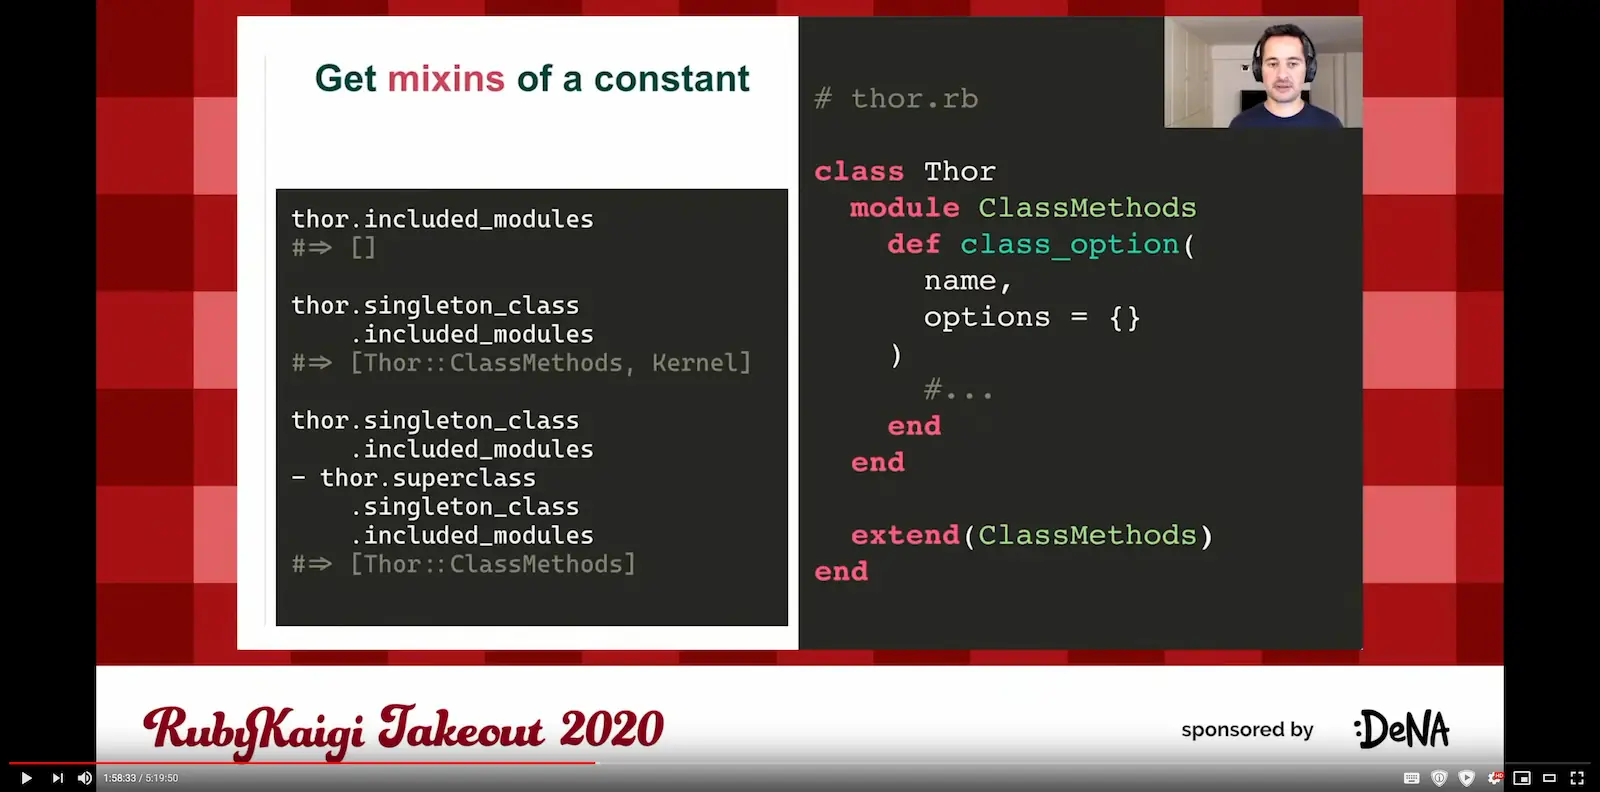 Get mixins of a constant
thor.included_modules
#=> []
thor.singleton_class
.included_modules
#=> [Thor::ClassMethods, Kernel]
thor.singleton_class
.included_modules
- thor.superclass
.singleton_class
.included_modules
#=> [Thor::ClassMethods]
# thor.rb
class Thor
module ClassMethods
def class_option(
name,
options = {}
)
#...
end
end
extend(ClassMethods)
end
RubyKaigi Takeout 2020
sponsored by :DeNA
1:58:33 / 5:19:50
HD